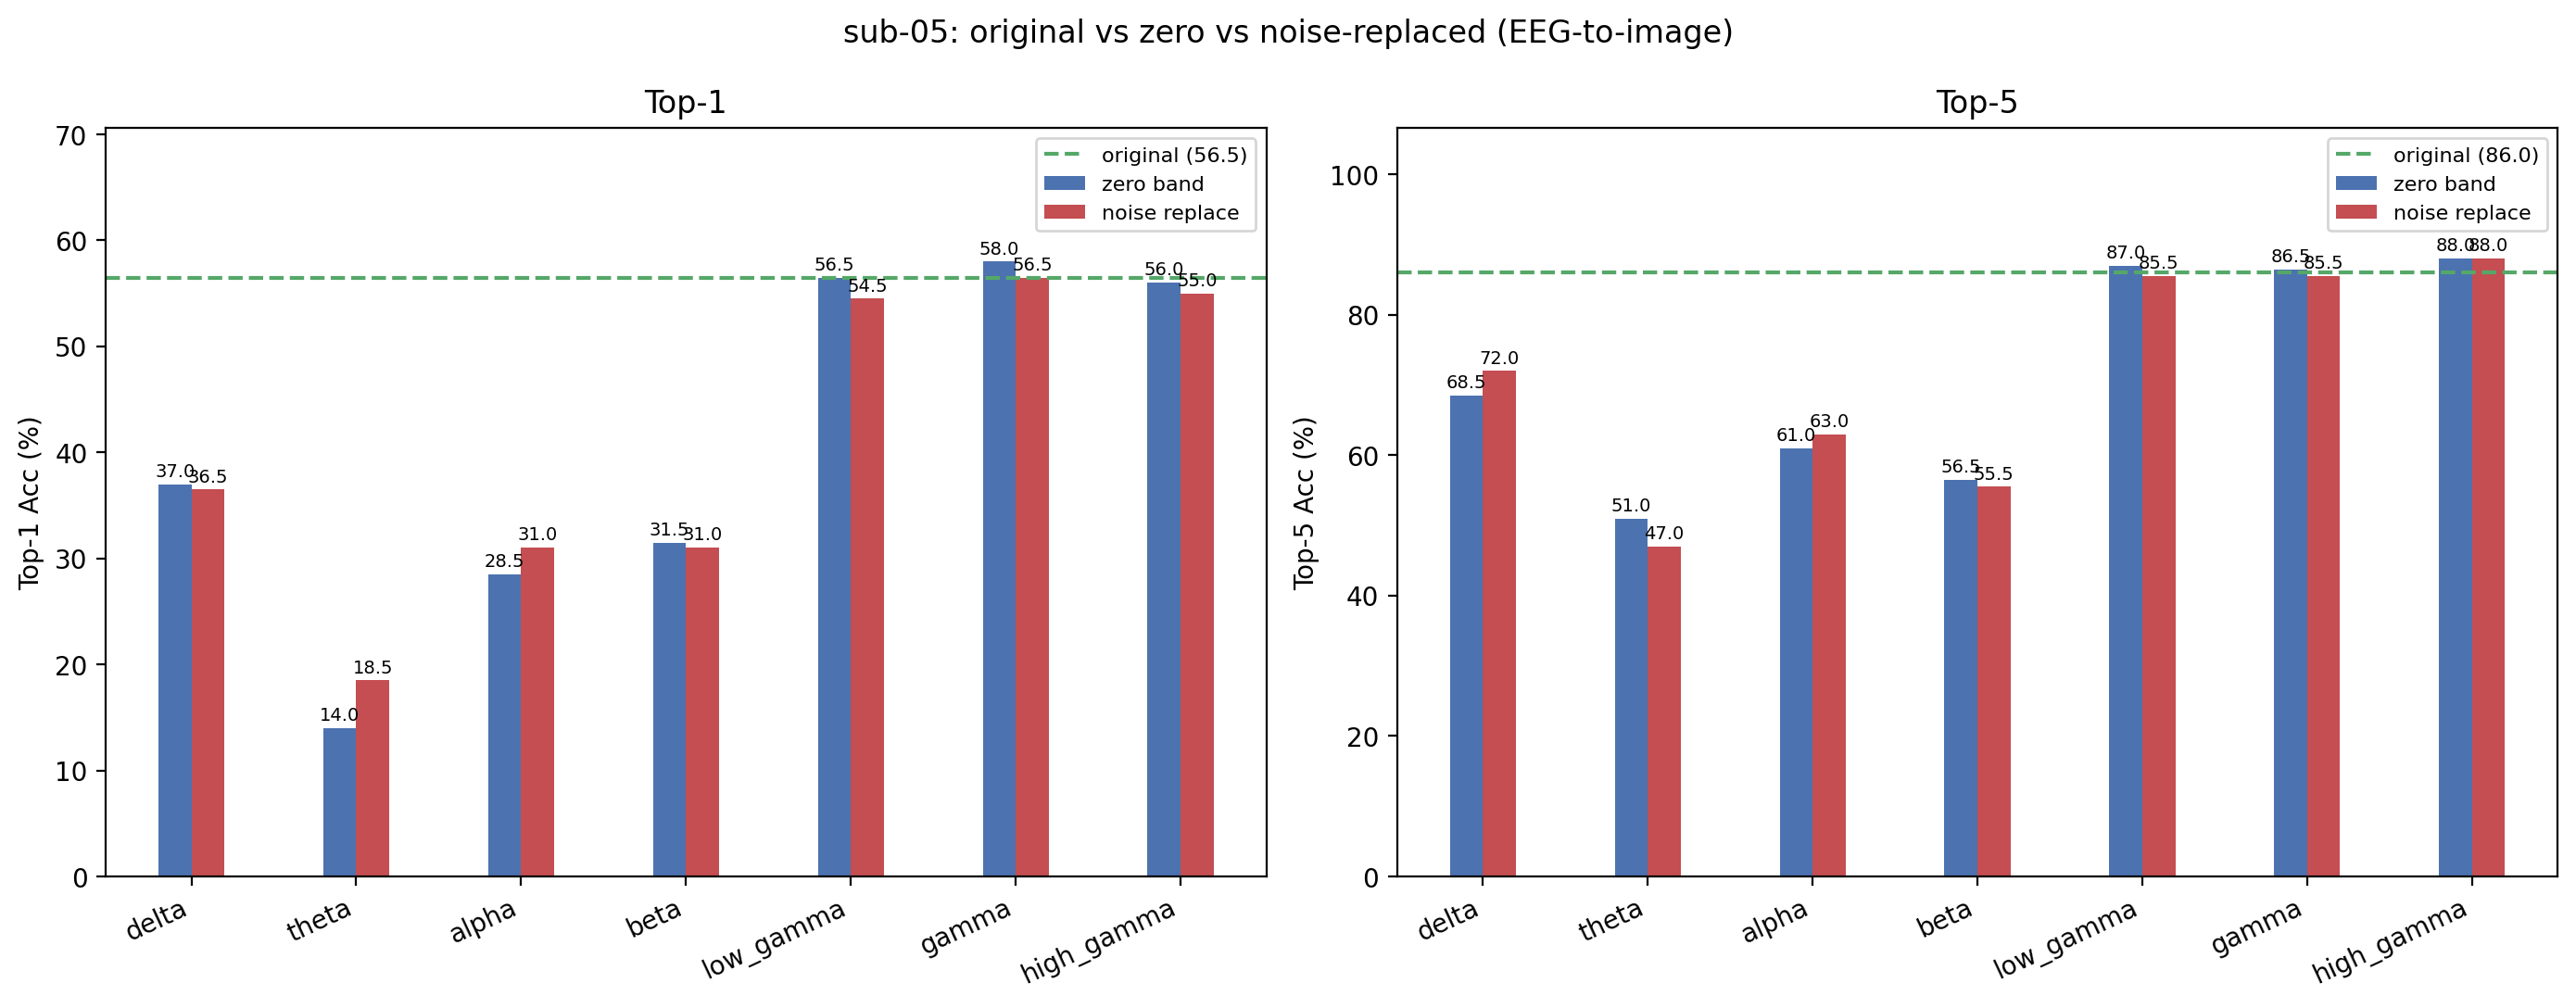 sub-05: original vs zero vs noise-replaced (EEG-to-image)
Top-1
Top-1 Acc (%)
70
60
50
40
30
20
10
0
original (56.5)
zero band
noise replace
37.0
36.5
14.0
18.5
28.5
31.0
31.5
31.0
56.5
54.5
58.0
56.5
56.0
55.0
delta
theta
alpha
beta
low_gamma
gamma
high_gamma
Top-5
Top-5 Acc (%)
100
80
60
40
20
0
original (86.0)
zero band
noise replace
68.5
72.0
51.0
47.0
61.0
63.0
56.5
55.5
87.0
85.5
86.5
85.5
88.0
88.0
delta
theta
alpha
beta
low_gamma
gamma
high_gamma